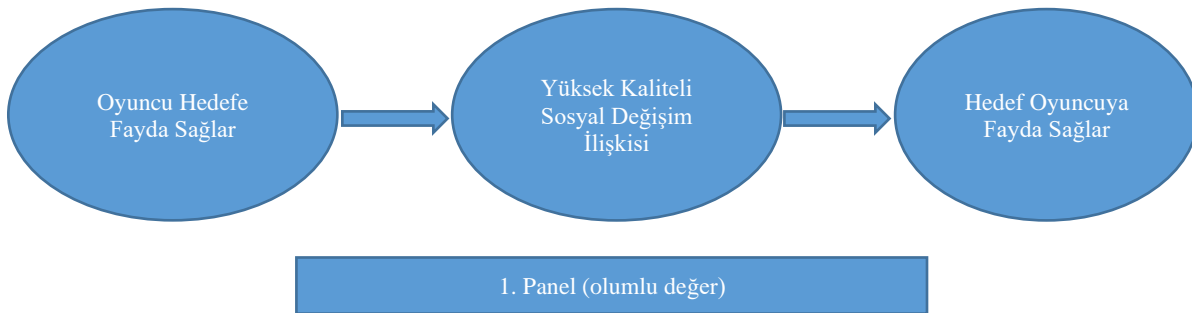 Oyuncu Hedefe
Fayda Sağlar
Yüksek Kaliteli
Sosyal Değişim
İlişkisi
Hedef Oyuncuya
Fayda Sağlar
1. Panel (olumlu değer)